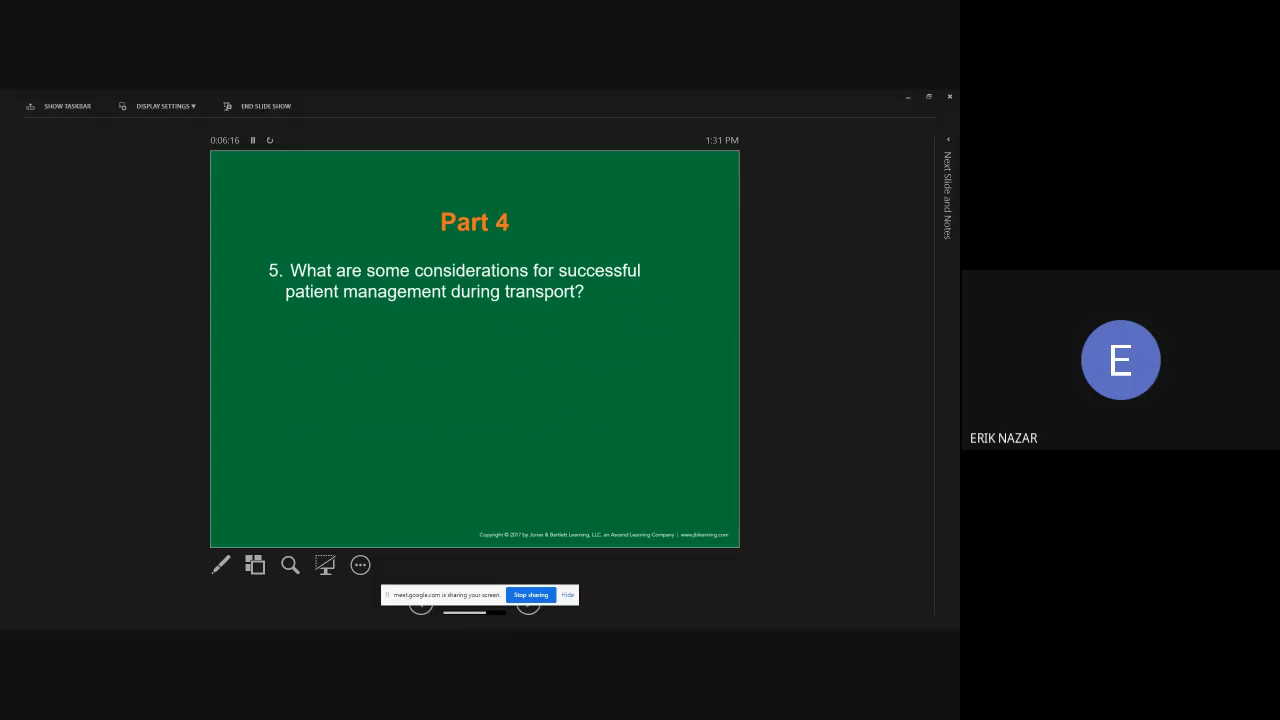 SHOW TASKBAR DISPLAY SETTINGS ▾ END SLIDE SHOW
0:06:16 1:31 PM
Part 4
5. What are some considerations for successful
patient management during transport?
Copyright © 2017 by Jones & Bartlett Learning, LLC, an Ascend Learning Company | www.jblearning.com
meet.google.com is sharing your screen. Stop sharing Hide
Next Slide and Notes
E
ERIK NAZAR